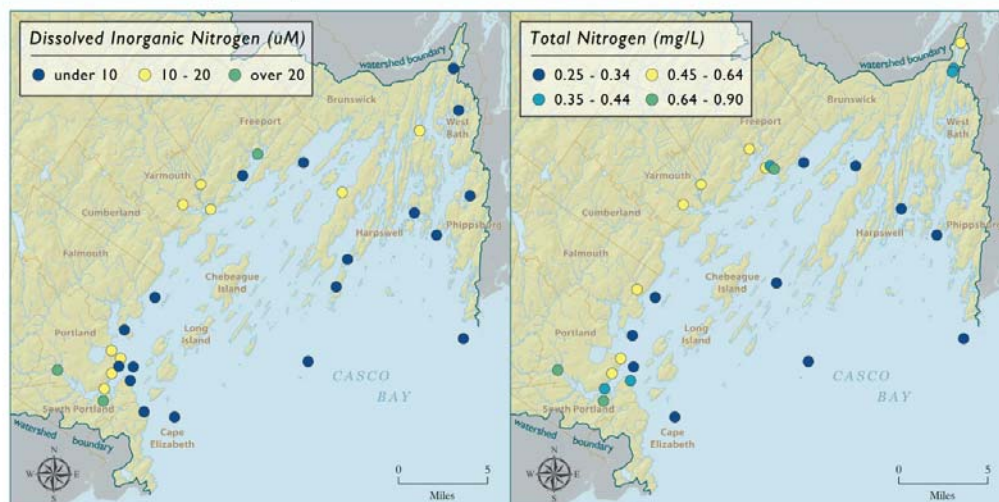 Dissolved Inorganic Nitrogen (uM)
under 10 10 - 20 over 20
watershed boundary
Brunswick
Freeport
West
Bath
Yarmouth
Cumberland
Harpswell
Phippsburg
Falmouth
Chebeague
Island
Portland
Long
Island
CASCO
BAY
South Portland
Cape
Elizabeth
watershed boundary
N
W E
S
0 5
Miles
Total Nitrogen (mg/L)
0.25 - 0.34 0.45 - 0.64
0.35 - 0.44 0.64 - 0.90
watershed boundary
Brunswick
Freeport
West
Bath
Yarmouth
Cumberland
Harpswell
Phippsburg
Falmouth
Chebeague
Island
Portland
Long
Island
CASCO
BAY
South Portland
Cape
Elizabeth
watershed boundary
N
W E
S
0 5
Miles